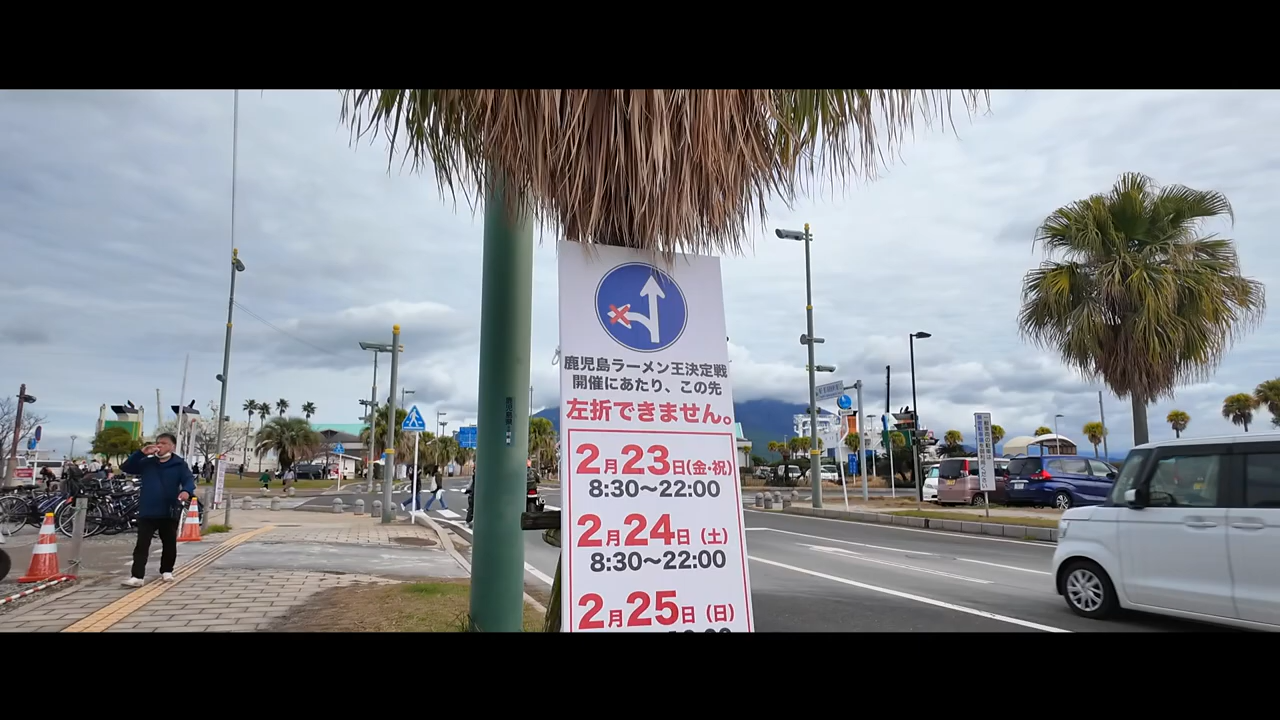 鹿児島ラーメン王決定戦
開催にあたり、この先
左折できません。
2月23日(金・祝)
8:30〜22:00
2月24日（土）
8:30〜22:00
2月25日（日）